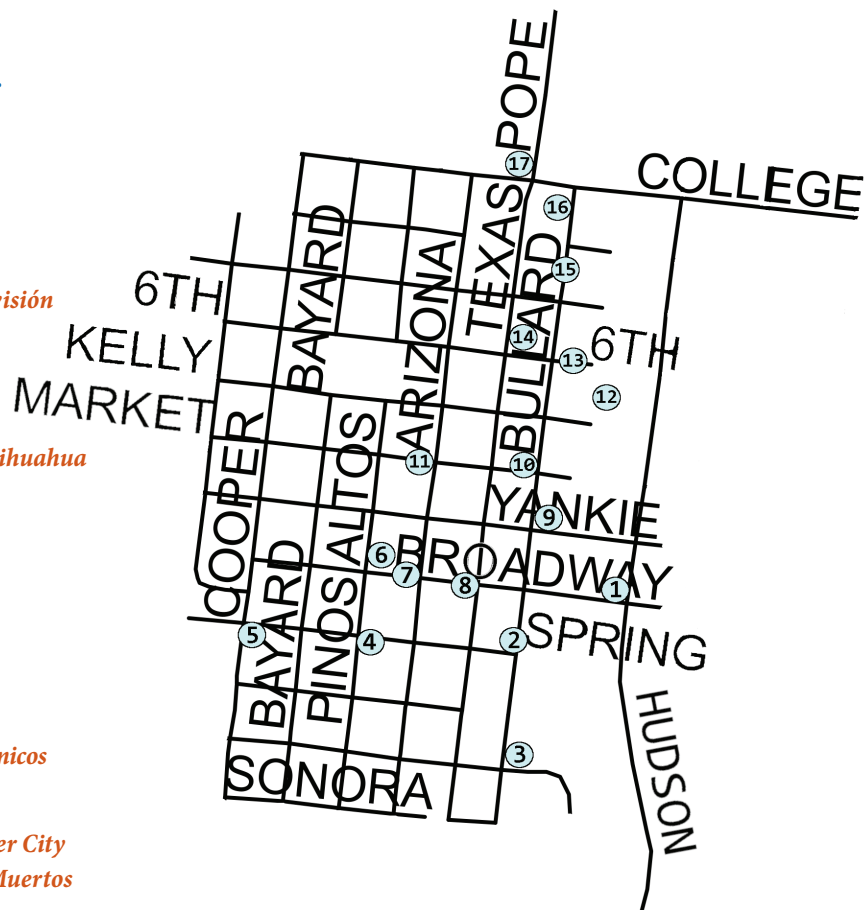 POPE
17
COLLEGE
TEXAS
16
BAYARD
ARIZONA
BULLARD
15
6TH
isión
14
6TH
KELLY
13
MARKET
12
COOPER
PINOS ALTOS
11
10
ihuahua
YANKIE
9
6
BROADWAY
7
8
1
BAYARD
5
4
2
SPRING
3
HUDSON
nicos
SONORA
er City
Muertos